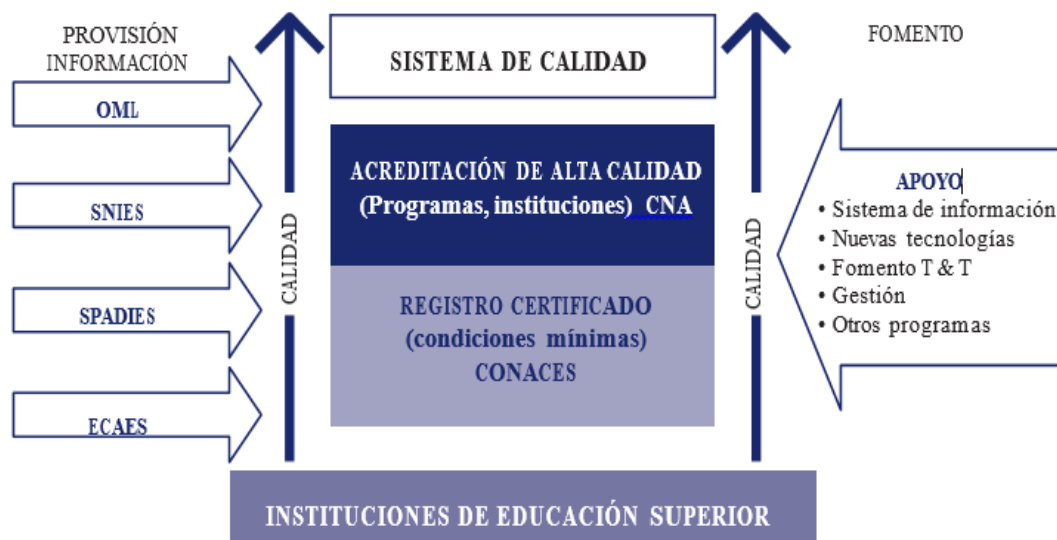 PROVISIÓN
INFORMACIÓN
OML
SNIES
SPADIES
ECAES
CALIDAD
SISTEMA DE CALIDAD
ACREDITACIÓN DE ALTA CALIDAD
(Programas, instituciones) CNA
REGISTRO CERTIFICADO
(condiciones mínimas)
CONACES
CALIDAD
FOMENTO
APOYO
• Sistema de información
• Nuevas tecnologías
• Fomento T & T
• Gestión
• Otros programas
INSTITUCIONES DE EDUCACIÓN SUPERIOR